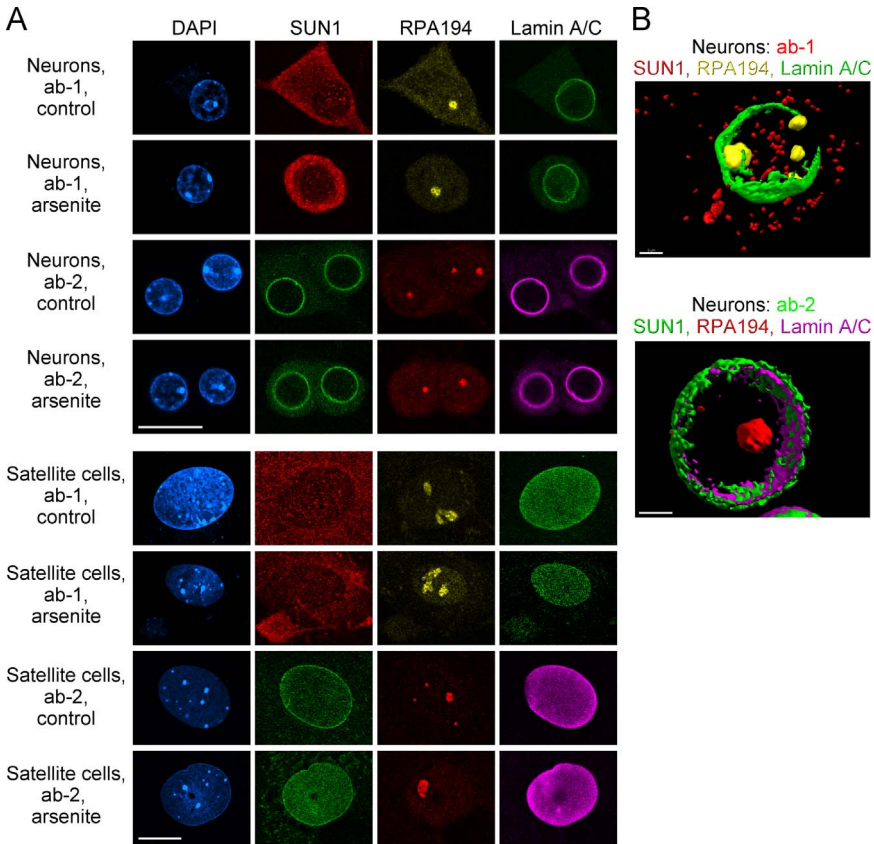 A
DAPI SUN1 RPA194 Lamin A/C
Neurons,
ab-1,
control
Neurons,
ab-1,
arsenite
Neurons,
ab-2,
control
Neurons,
ab-2,
arsenite
Satellite cells,
ab-1,
control
Satellite cells,
ab-1,
arsenite
Satellite cells,
ab-2,
control
Satellite cells,
ab-2,
arsenite
B
Neurons: ab-1
SUN1, RPA194, Lamin A/C
Neurons: ab-2
SUN1, RPA194, Lamin A/C